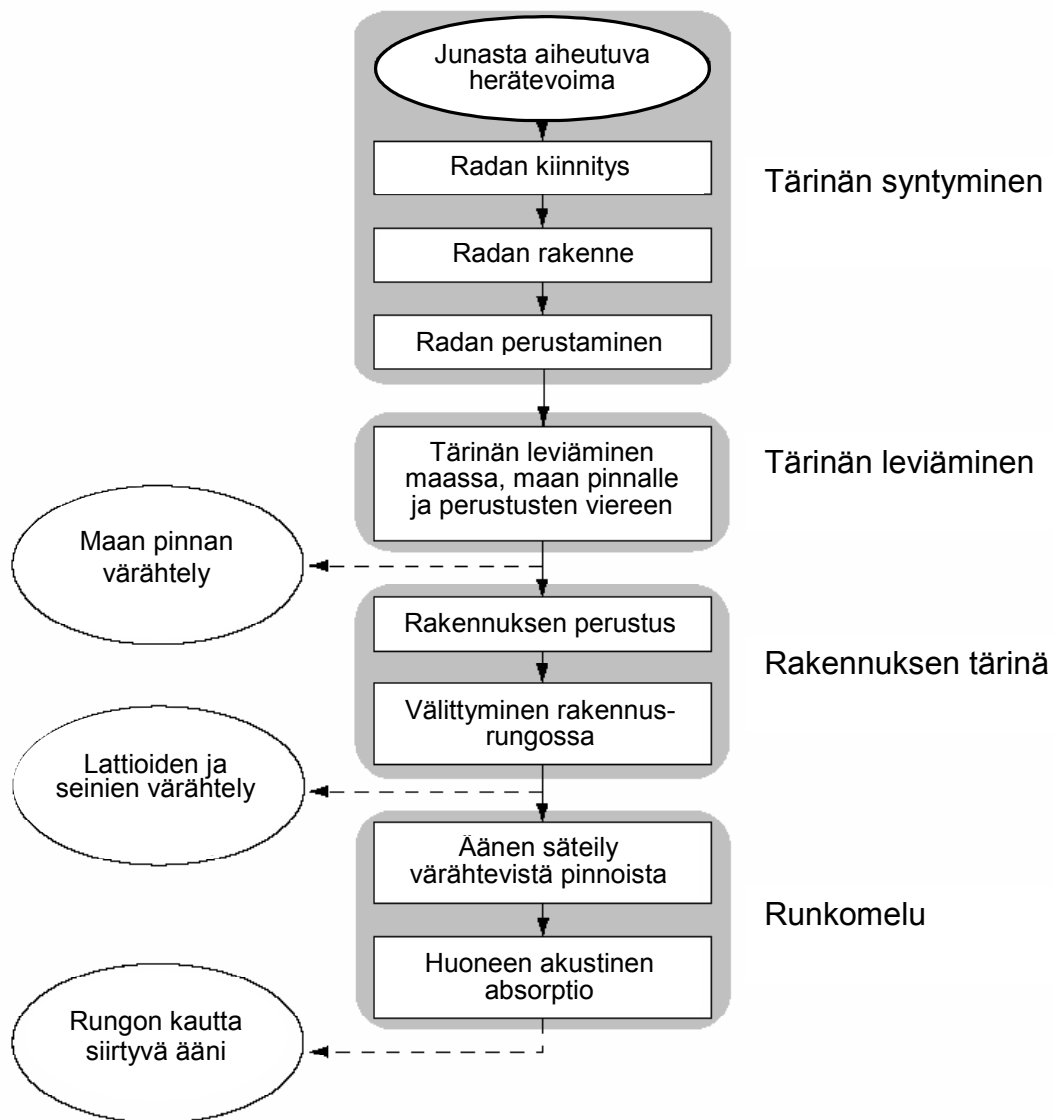 Junasta aiheutuva
herätevoima
Radan kiinnitys
Tärinän syntyminen
Radan rakenne
Radan perustaminen
Tärinän leviäminen
maassa, maan pinnalle
ja perustusten viereen
Tärinän leviäminen
Maan pinnan
värähtely
Rakennuksen perustus
Rakennuksen tärinä
Välittyminen rakennus-
rungossa
Lattioiden ja
seinien värähtely
Äänen säteily
värähtevistä pinnoista
Runkomelu
Huoneen akustinen
absorptio
Rungon kautta
siirtyvä ääni